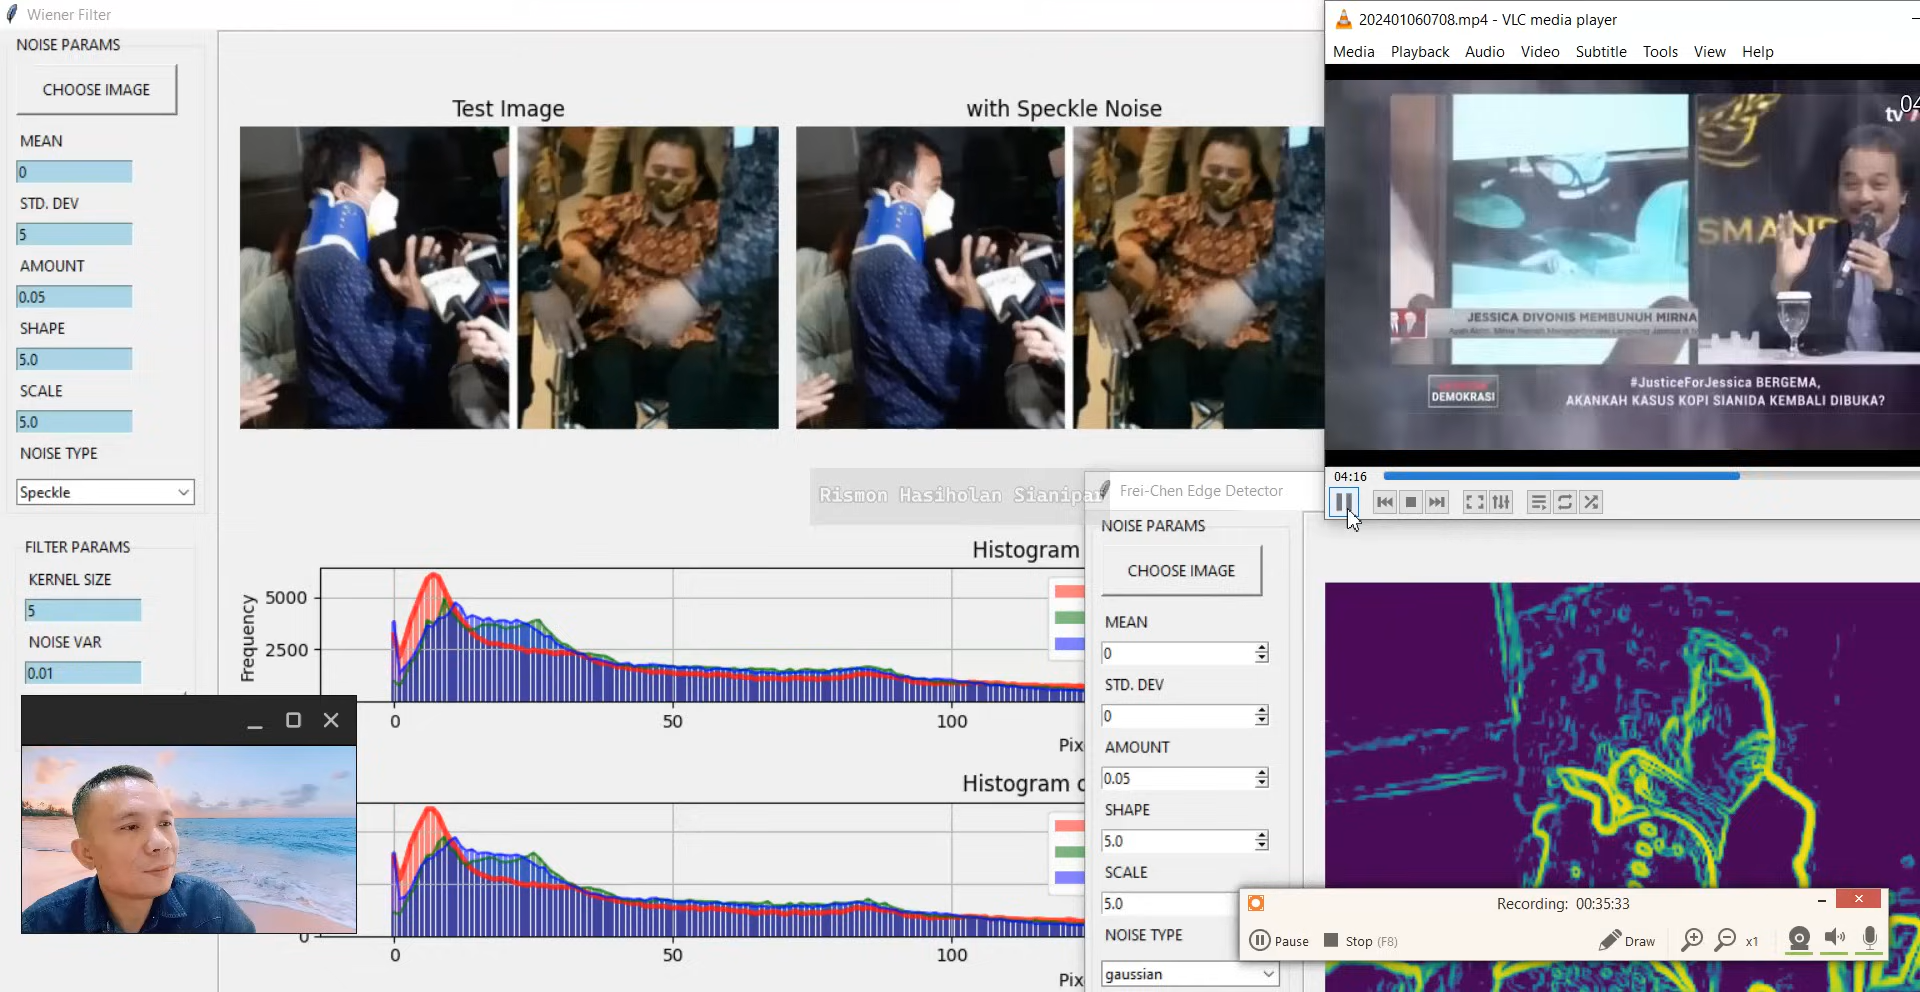 Wiener Filter
NOISE PARAMS
CHOOSE IMAGE
MEAN
0
STD. DEV
5
AMOUNT
0.05
SHAPE
5.0
SCALE
5.0
NOISE TYPE
Speckle
FILTER PARAMS
KERNEL SIZE
5
NOISE VAR
0.01
Test Image
with Speckle Noise
Rismon Hasiholan Sianipar
Histogram
Frequency
5000
2500
0
50
100
Pix
Histogram o
0
0
50
100
Pix
202401060708.mp4 - VLC media player
Media Playback Audio Video Subtitle Tools View Help
04
tv
SMAN
JESSICA DIVONIS MEMBUNUH MIRNA
DEMOKRASI
#JusticeForJessica BERGEMA,
AKANKAH KASUS KOPI SIANIDA KEMBALI DIBUKA?
04:16
Frei-Chen Edge Detector
NOISE PARAMS
CHOOSE IMAGE
MEAN
0
STD. DEV
0
AMOUNT
0.05
SHAPE
5.0
SCALE
5.0
NOISE TYPE
gaussian
Recording: 00:35:33
Pause Stop (F8) Draw x1